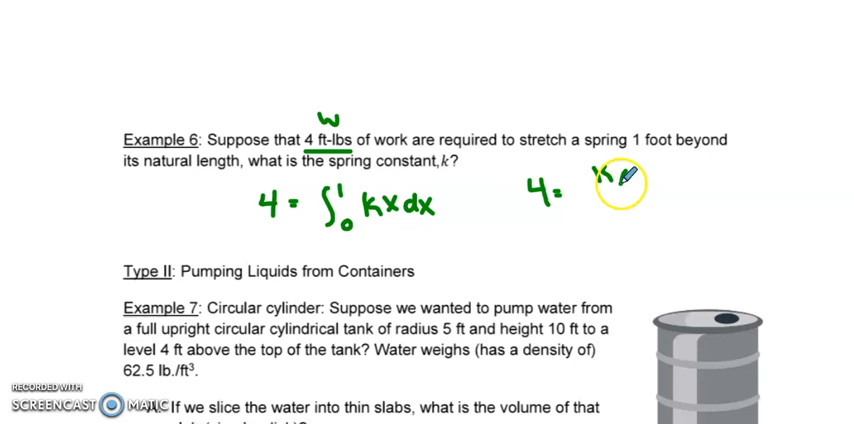 W
Example 6: Suppose that 4 ft-lbs of work are required to stretch a spring 1 foot beyond
its natural length, what is the spring constant, k?
4 = ∫₀¹ kx dx
4 = k
Type II: Pumping Liquids from Containers
Example 7: Circular cylinder: Suppose we wanted to pump water from
a full upright circular cylindrical tank of radius 5 ft and height 10 ft to a
level 4 ft above the top of the tank? Water weighs (has a density of)
62.5 lb./ft³.
RECORDED WITH
SCREENCAST MATIC
If we slice the water into thin slabs, what is the volume of that